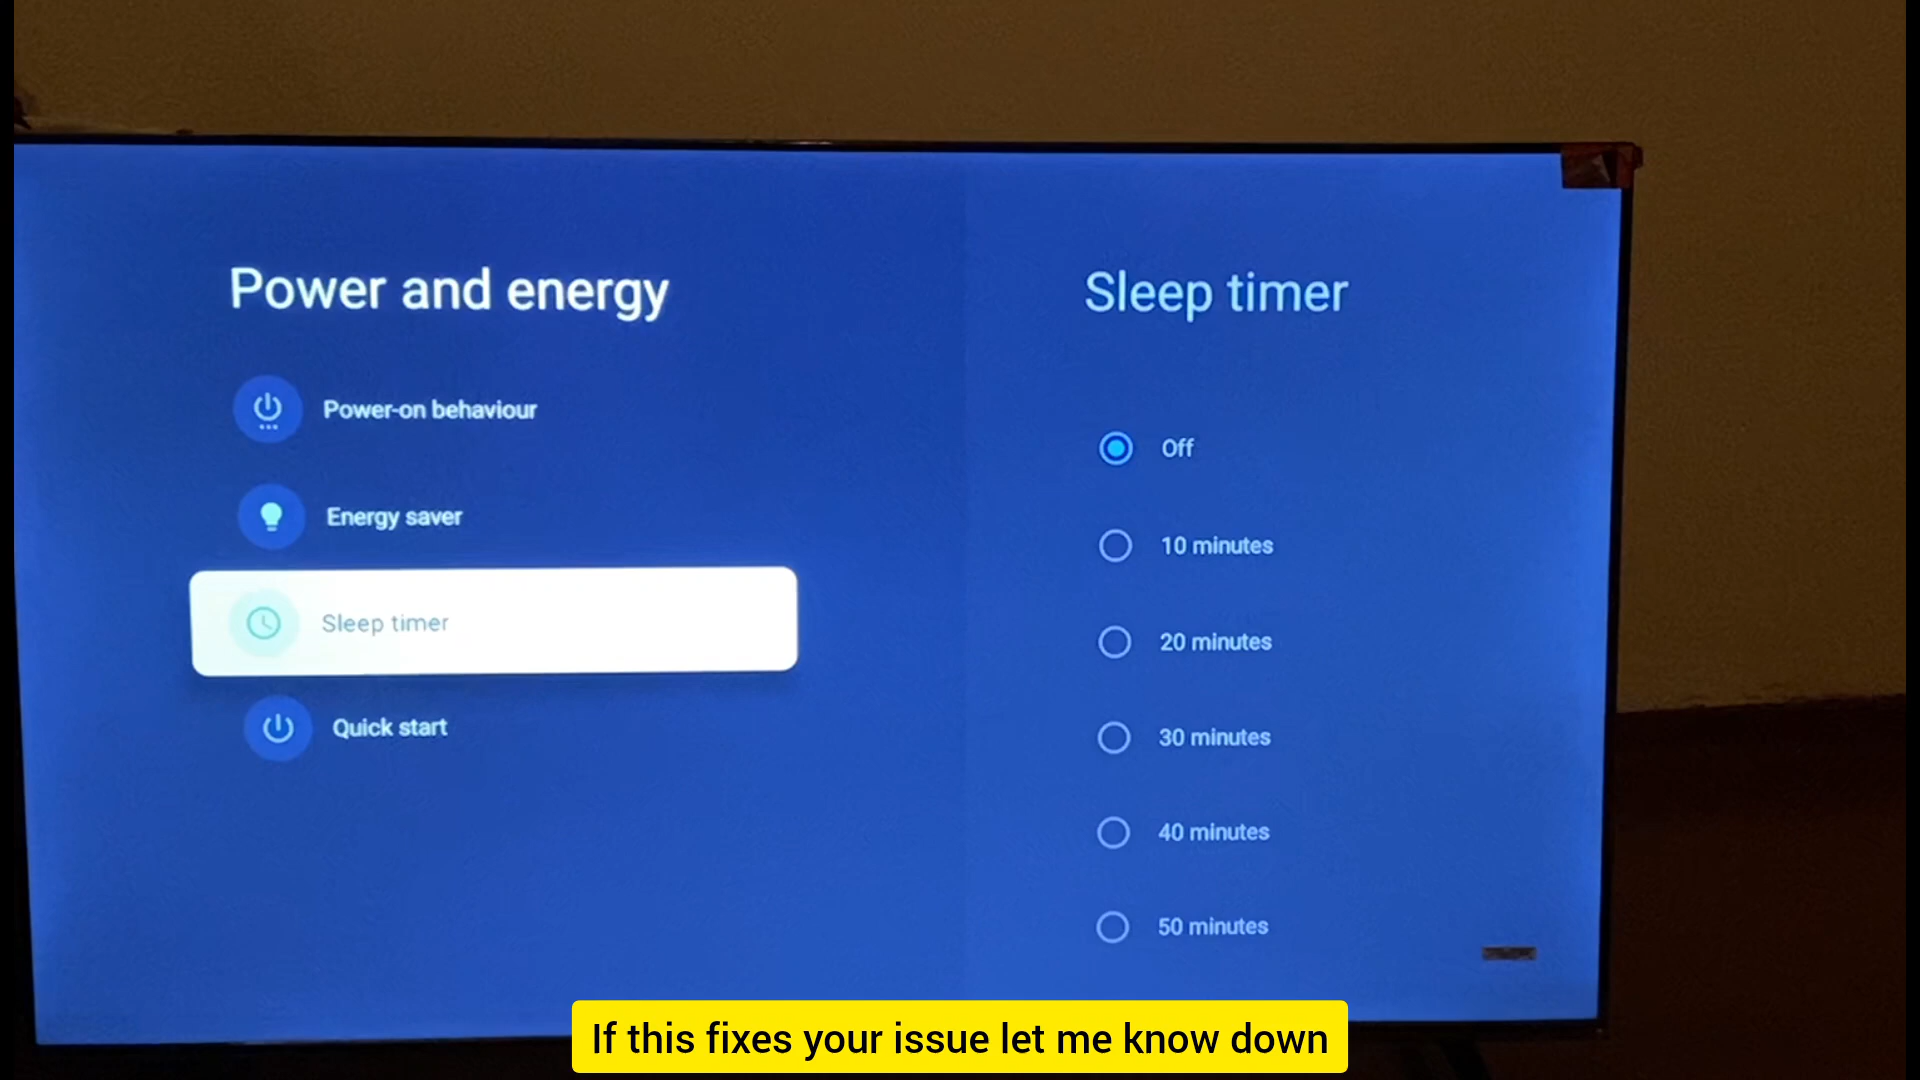 Power and energy
Power-on behaviour
Energy saver
Sleep timer
Quick start
Sleep timer
Off
10 minutes
20 minutes
30 minutes
40 minutes
50 minutes
If this fixes your issue let me know down